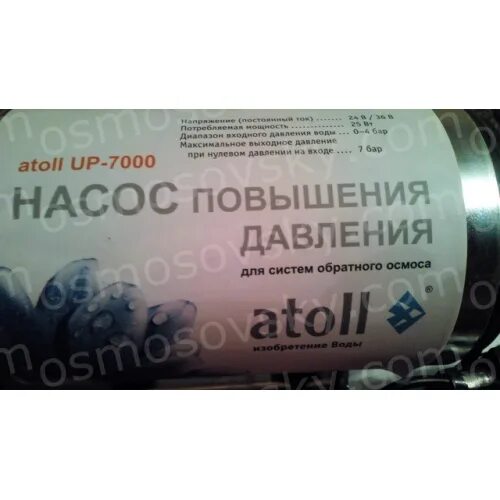 Напряжение (постоянный ток) ....... 24 В / 36 В
Потребляемая мощность .............. 25 Вт
Диапазон входного давления воды ... 0-4 бар
Максимальное выходное давление
при нулевом давлении на входе .... 7 бар
atoll UP-7000
НАСОС ПОВЫШЕНИЯ
ДАВЛЕНИЯ
для систем обратного осмоса
atoll ®
изобретение Воды
osmosovsky.com